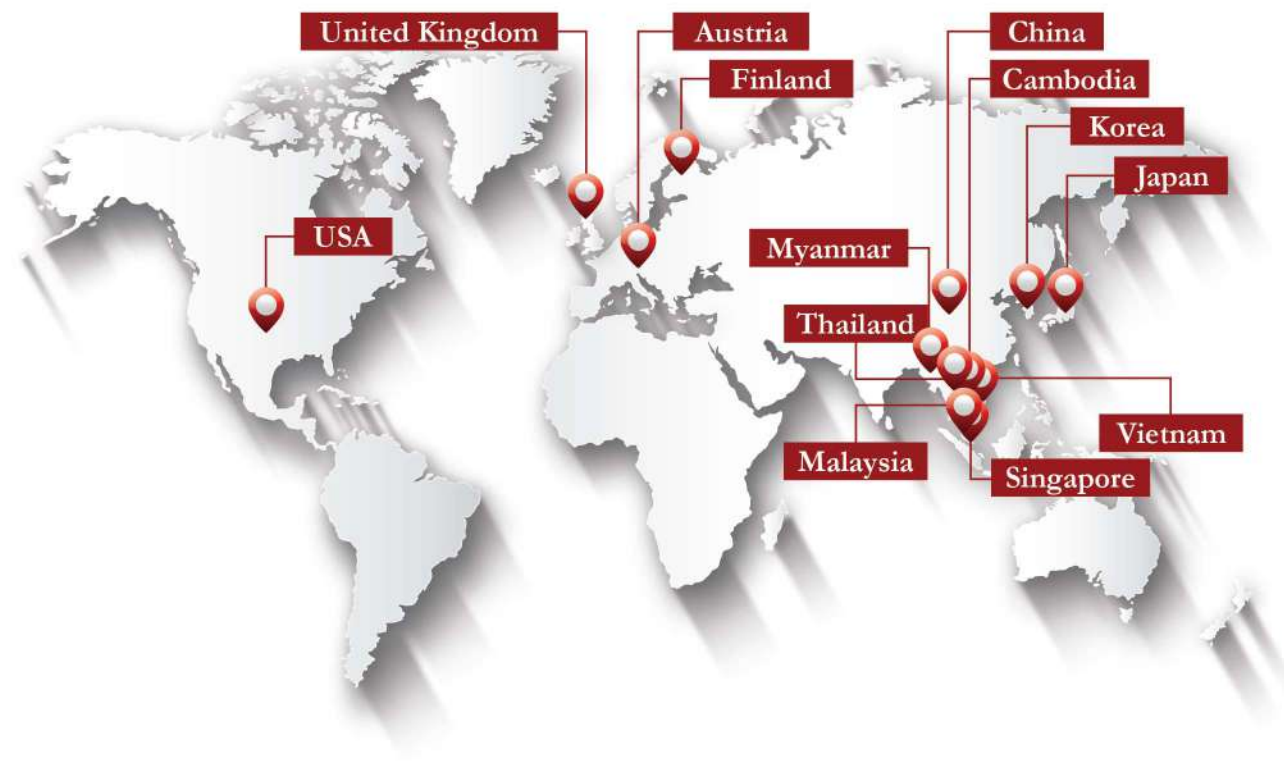 United Kingdom
Austria
China
Finland
Cambodia
Korea
Japan
USA
Myanmar
Thailand
Vietnam
Malaysia
Singapore